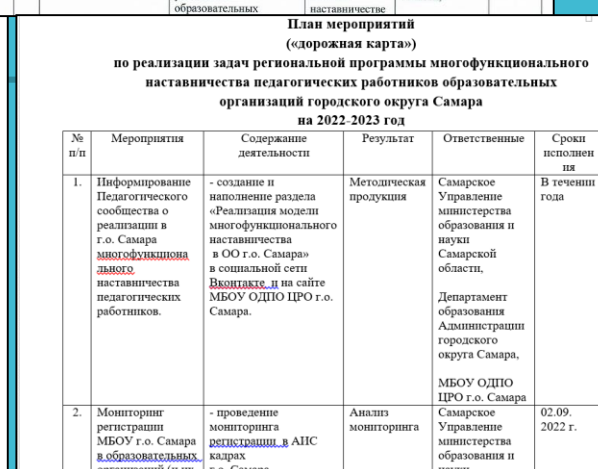 образовательных
наставничестве
План мероприятий
(«дорожная карта»)
по реализации задач региональной программы многофункционального
наставничества педагогических работников образовательных
организаций городского округа Самара
на 2022-2023 год
№
п/п
Мероприятия
Содержание
деятельности
Результат
Ответственные
Сроки
исполнен
ия
1.
Информирование
Педагогического
сообщества о
реализации в
г.о. Самара
многофункциона
льного
наставничества
педагогических
работников.
- создание и
наполнение раздела
«Реализация модели
многофункционального
наставничества
в ОО г.о. Самара»
в социальной сети
Вконтакте и на сайте
МБОУ ОДПО ЦРО г.о.
Самара.
Методическая
продукция
Самарское
Управление
министерства
образования и
науки
Самарской
области,
Департамент
образования
Администрации
городского
округа Самара,
МБОУ ОДПО
ЦРО г.о. Самара
В течении
года
2.
Мониторинг
регистрации
МБОУ г.о. Самара
в образовательных
- проведение
мониторинга
регистрации в АИС
кадрах
Анализ
мониторинга
Самарское
Управление
министерства
образования и
02.09.
2022 г.